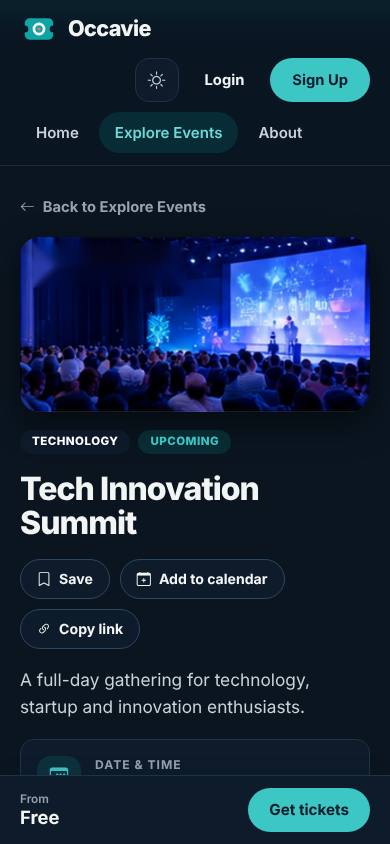 Occavie
Login
Sign Up
Home
Explore Events
About
Back to Explore Events
TECHNOLOGY
UPCOMING
Tech Innovation
Summit
Save
Add to calendar
Copy link
A full-day gathering for technology,
startup and innovation enthusiasts.
DATE & TIME
From
Free
Get tickets